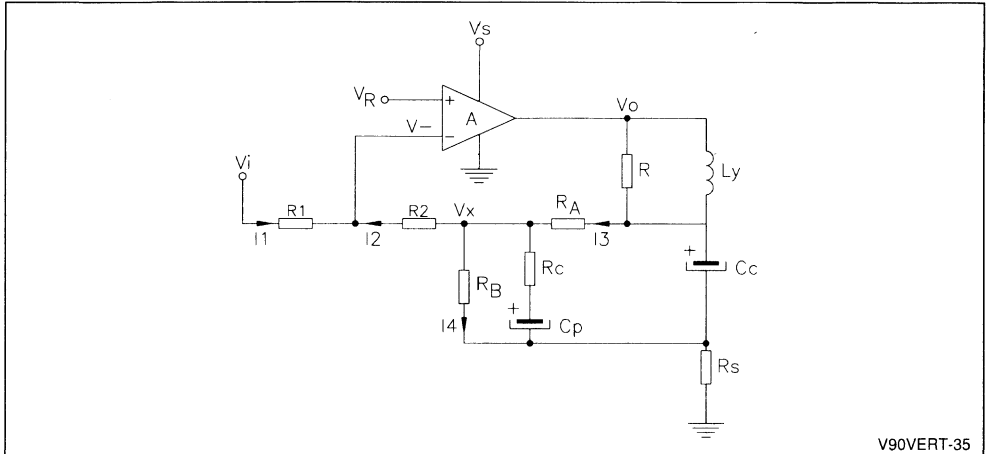 Vs
VR
+
A
Vo
V-
-
Vi
R
Ly
R1
R2
Vx
RA
I1
I2
I3
+
Cc
RB
Rc
+
I4
Cp
Rs
V90VERT-35